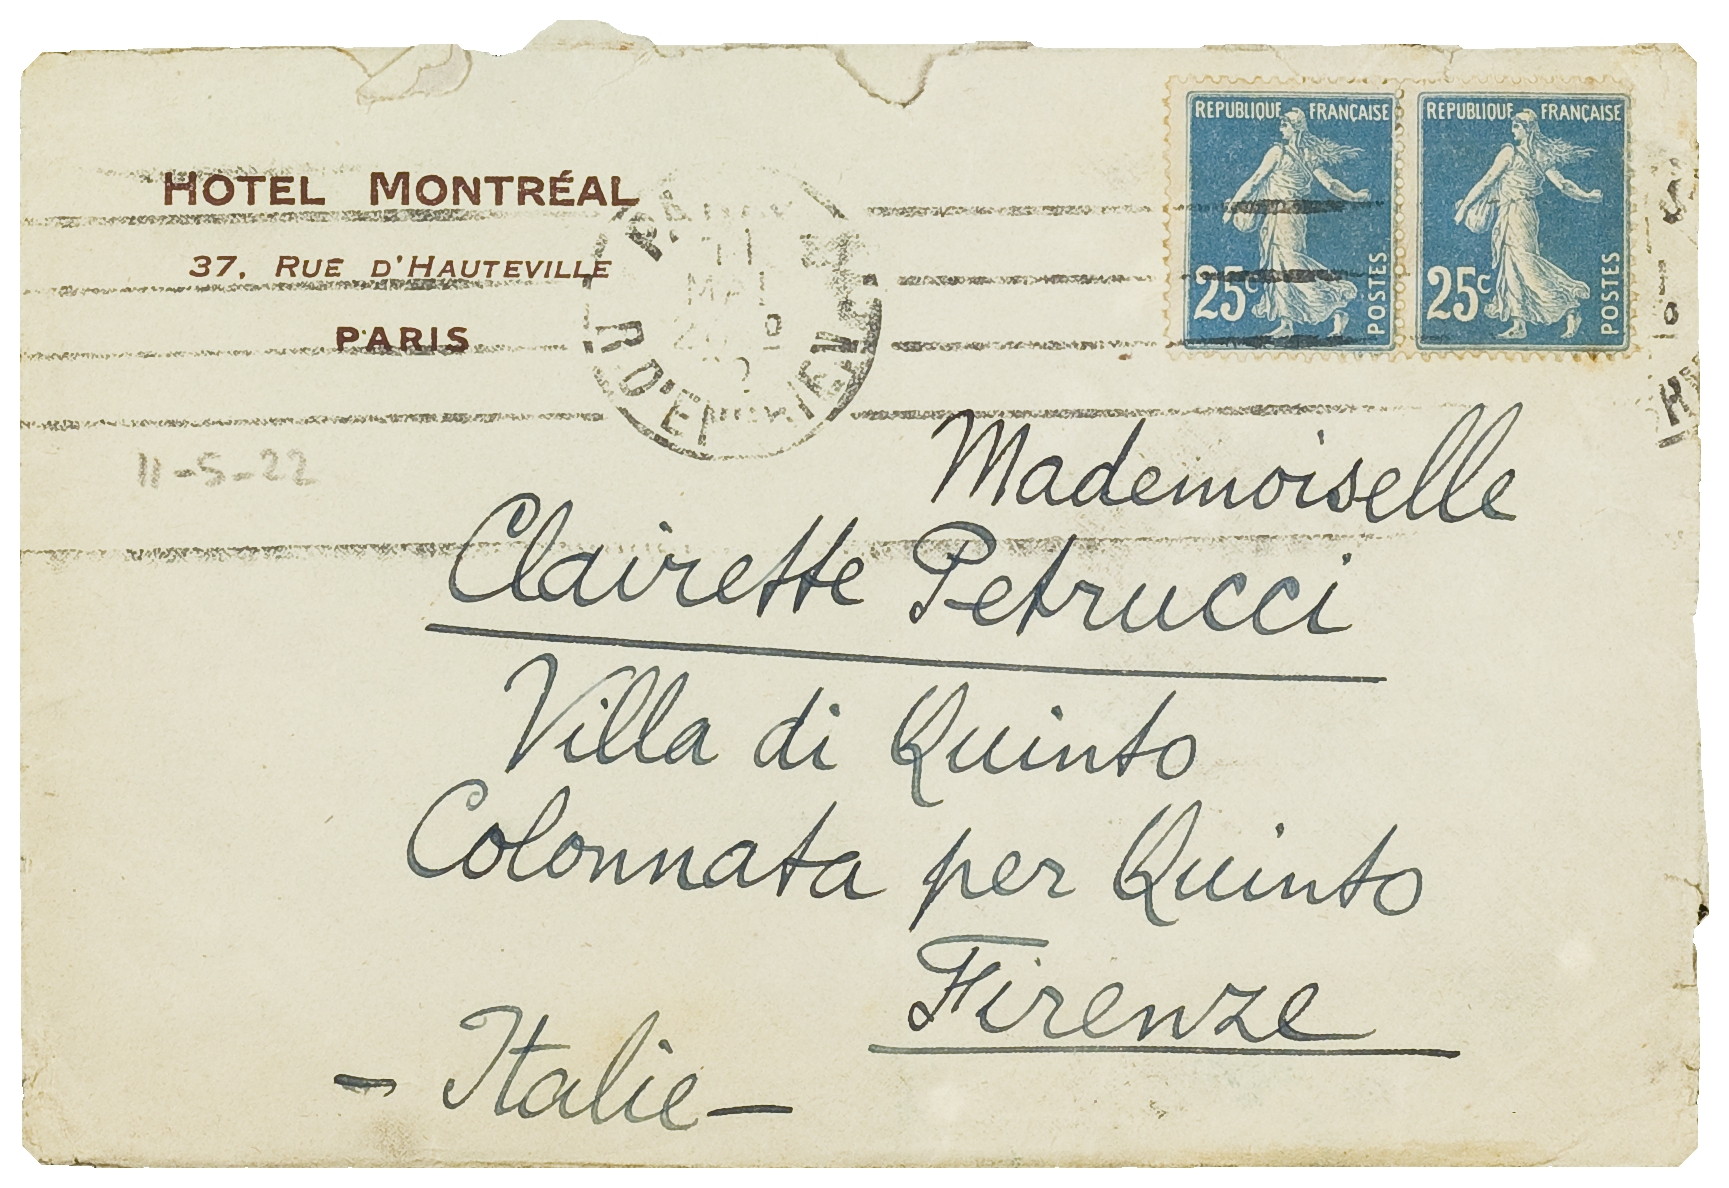 HOTEL MONTRÉAL
37, RUE D'HAUTEVILLE
PARIS
REPUBLIQUE FRANÇAISE
25c
POSTES
REPUBLIQUE FRANÇAISE
25c
POSTES
11-5-22
Mademoiselle
Clairette Petrucci
Villa di Quinto
Colonnata per Quinto
Firenze
- Italie -